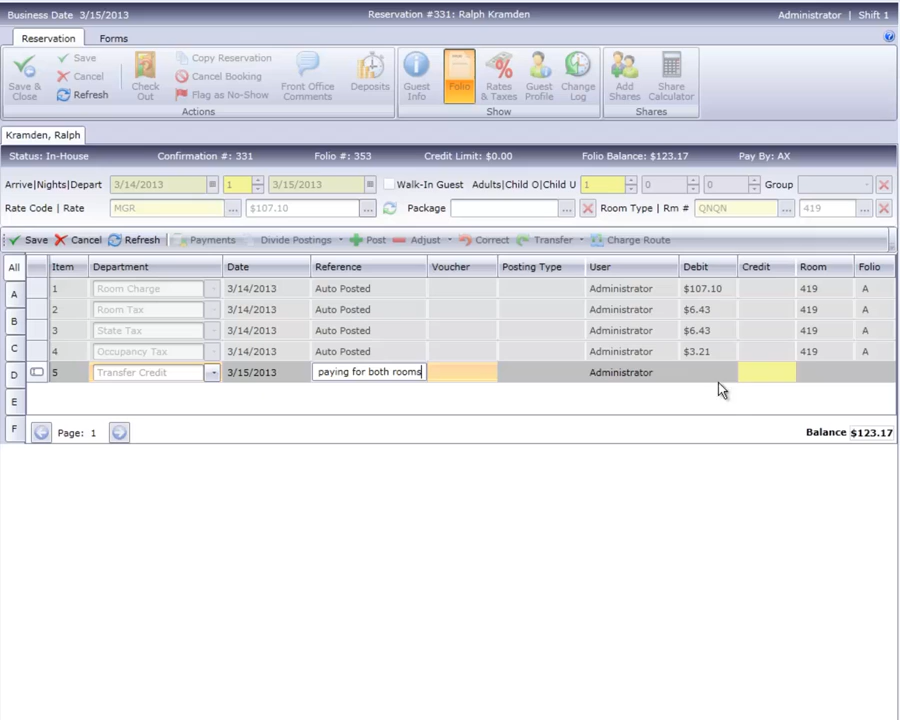 Business Date 3/15/2013 Reservation #331: Ralph Kramden Administrator | Shift 1
Reservation Forms
Save & Close
Save
Cancel
Refresh
Check Out
Copy Reservation
Cancel Booking
Flag as No-Show
Front Office Comments
Deposits
Guest Info
Folio
Rates & Taxes
Guest Profile
Change Log
Add Shares
Share Calculator
Actions Show Shares
Kramden, Ralph
Status: In-House Confirmation #: 331 Folio #: 353 Credit Limit: $0.00 Folio Balance: $123.17 Pay By: AX
Arrive|Nights|Depart 3/14/2013 1 3/15/2013 Walk-In Guest Adults|Child O|Child U 1 0 0 Group
Rate Code | Rate MGR ... $107.10 ... Package ... Room Type | Rm # QNQN ... 419 ...
Save Cancel Refresh Payments Divide Postings Post Adjust Correct Transfer Charge Route
All Item Department Date Reference Voucher Posting Type User Debit Credit Room Folio
1 Room Charge 3/14/2013 Auto Posted Administrator $107.10 419 A
A
2 Room Tax 3/14/2013 Auto Posted Administrator $6.43 419 A
B
3 State Tax 3/14/2013 Auto Posted Administrator $6.43 419 A
C
4 Occupancy Tax 3/14/2013 Auto Posted Administrator $3.21 419 A
D
5 Transfer Credit 3/15/2013 paying for both rooms Administrator
E
F
Page: 1 Balance $123.17